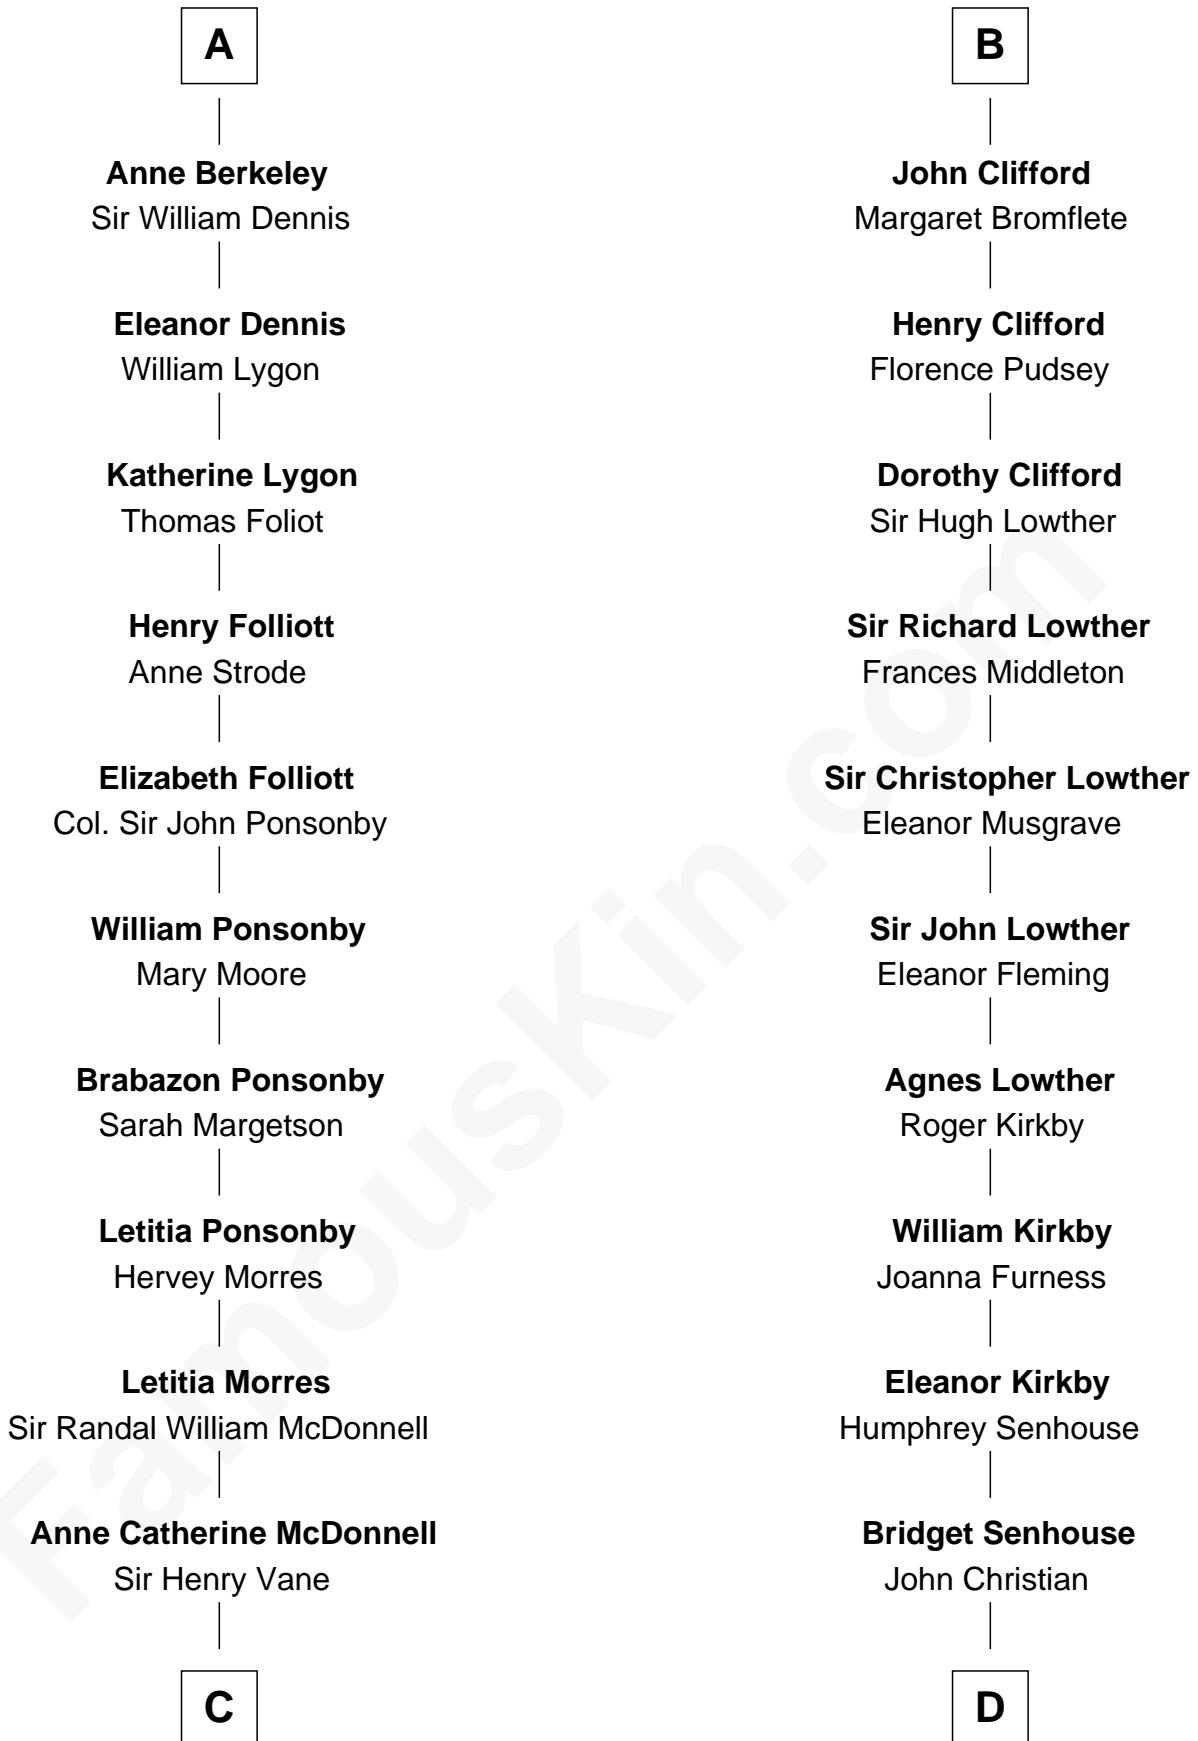 A
Anne Berkeley
Sir William Dennis
Eleanor Dennis
William Lygon
Katherine Lygon
Thomas Foliot
Henry Folliott
Anne Strode
Elizabeth Folliott
Col. Sir John Ponsonby
William Ponsonby
Mary Moore
Brabazon Ponsonby
Sarah Margetson
Letitia Ponsonby
Hervey Morres
Letitia Morres
Sir Randal William McDonnell
Anne Catherine McDonnell
Sir Henry Vane
C
B
John Clifford
Margaret Bromflete
Henry Clifford
Florence Pudsey
Dorothy Clifford
Sir Hugh Lowther
Sir Richard Lowther
Frances Middleton
Sir Christopher Lowther
Eleanor Musgrave
Sir John Lowther
Eleanor Fleming
Agnes Lowther
Roger Kirkby
William Kirkby
Joanna Furness
Eleanor Kirkby
Humphrey Senhouse
Bridget Senhouse
John Christian
D
FamousKin.com